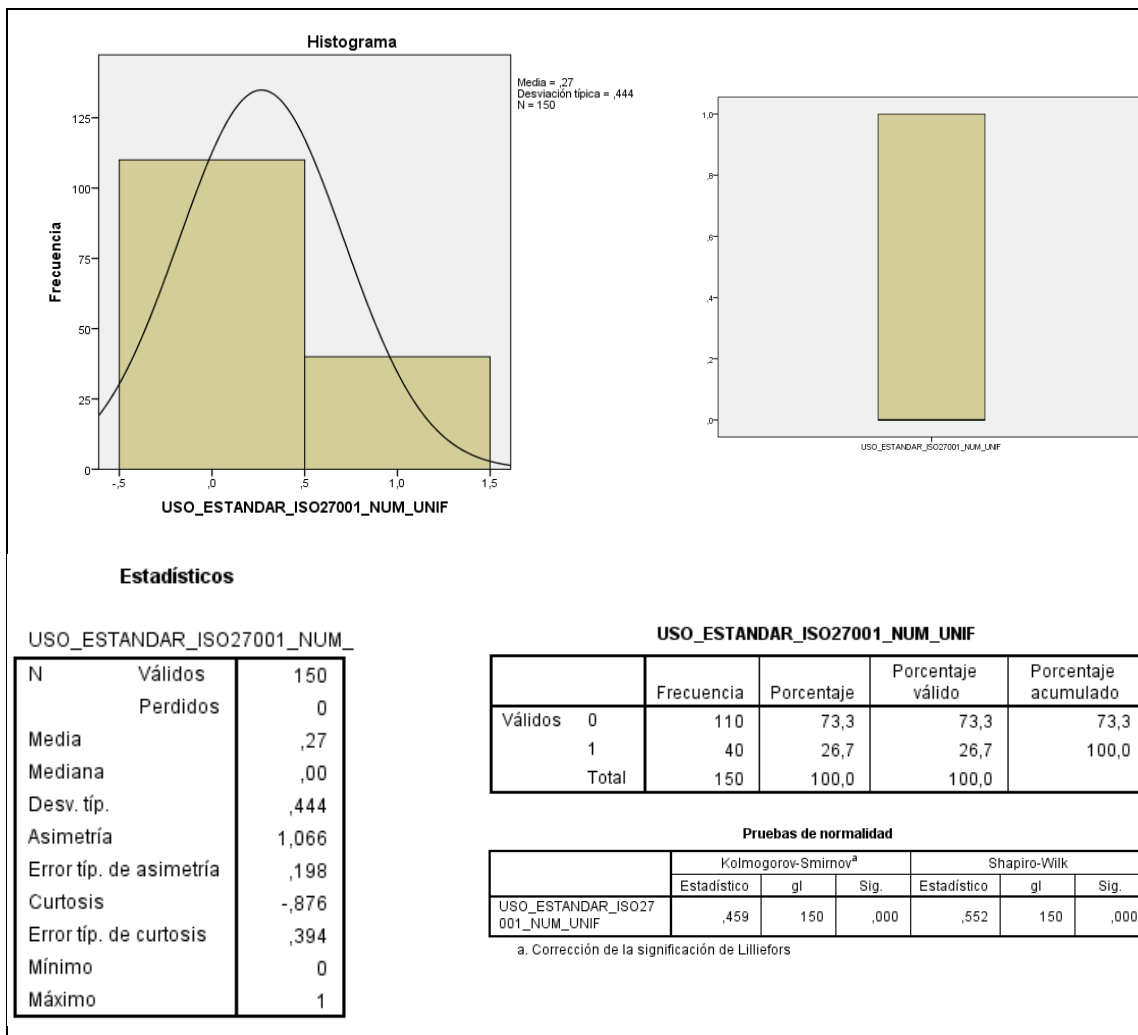 Histograma
Media = ,27
Desviación típica = ,444
N = 150
Frecuencia
125
100
75
50
25
0
-,5 ,0 ,5 1,0 1,5
USO_ESTANDAR_ISO27001_NUM_UNIF
1,0
,8
,6
,4
,2
,0
USO_ESTANDAR_ISO27001_NUM_UNIF
Estadísticos
USO_ESTANDAR_ISO27001_NUM_
N Válidos 150
Perdidos 0
Media ,27
Mediana ,00
Desv. típ. ,444
Asimetría 1,066
Error típ. de asimetría ,198
Curtosis -,876
Error típ. de curtosis ,394
Mínimo 0
Máximo 1
USO_ESTANDAR_ISO27001_NUM_UNIF
Frecuencia Porcentaje Porcentaje válido Porcentaje acumulado
Válidos 0 110 73,3 73,3 73,3
1 40 26,7 26,7 100,0
Total 150 100,0 100,0
Pruebas de normalidad
Kolmogorov-Smirnov^a Shapiro-Wilk
Estadístico gl Sig. Estadístico gl Sig.
USO_ESTANDAR_ISO27
001_NUM_UNIF ,459 150 ,000 ,552 150 ,000
a. Corrección de la significación de Lilliefors